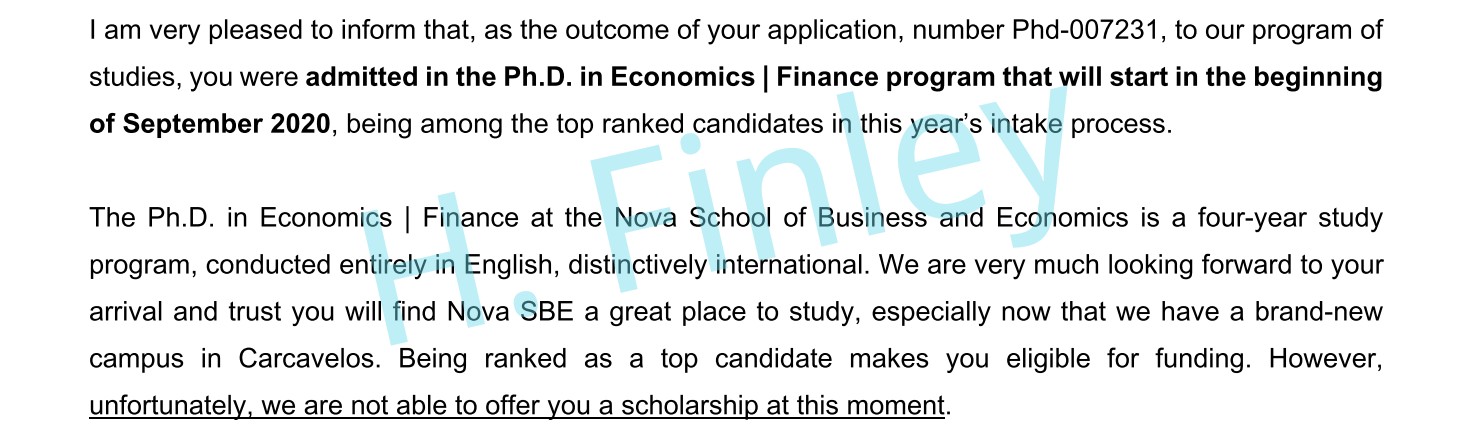 I am very pleased to inform that, as the outcome of your application, number Phd-007231, to our program of
studies, you were admitted in the Ph.D. in Economics | Finance program that will start in the beginning
of September 2020, being among the top ranked candidates in this year’s intake process.
The Ph.D. in Economics | Finance at the Nova School of Business and Economics is a four-year study
program, conducted entirely in English, distinctively international. We are very much looking forward to your
arrival and trust you will find Nova SBE a great place to study, especially now that we have a brand-new
campus in Carcavelos. Being ranked as a top candidate makes you eligible for funding. However,
unfortunately, we are not able to offer you a scholarship at this moment.
H. Finley